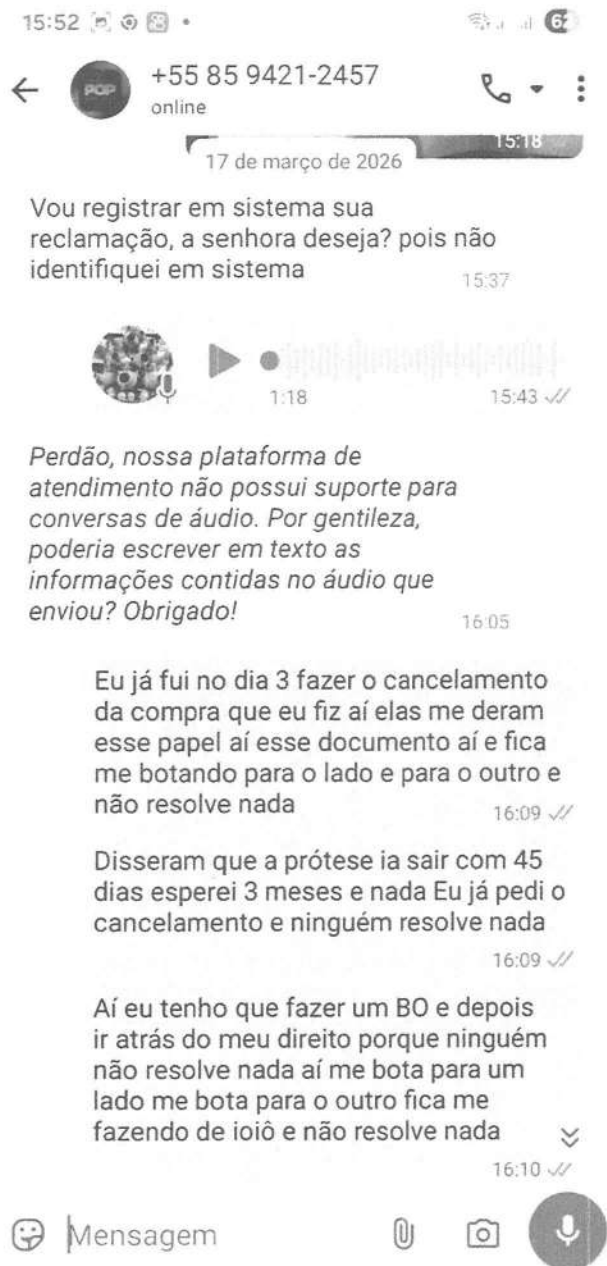 15:52
62
+55 85 9421-2457
POP
online
15:18
17 de março de 2026
Vou registrar em sistema sua
reclamação, a senhora deseja? pois não
identifiquei em sistema
15:37
1:18
15:43
Perdão, nossa plataforma de
atendimento não possui suporte para
conversas de áudio. Por gentileza,
poderia escrever em texto as
informações contidas no áudio que
enviou? Obrigado!
16:05
Eu já fui no dia 3 fazer o cancelamento
da compra que eu fiz aí elas me deram
esse papel aí esse documento aí e fica
me botando para o lado e para o outro e
não resolve nada
16:09
Disseram que a prótese ia sair com 45
dias esperei 3 meses e nada Eu já pedi o
cancelamento e ninguém resolve nada
16:09
Aí eu tenho que fazer um BO e depois
ir atrás do meu direito porque ninguém
não resolve nada aí me bota para um
lado me bota para o outro fica me
fazendo de ioiô e não resolve nada
16:10
Mensagem